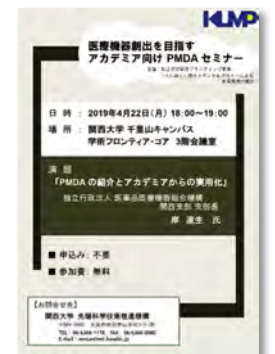 KUMP
医療機器創出を目指す
アカデミア向け PMDA セミナー
日 時 : 2019年4月22日(月) 18:00~19:00
場 所 : 関西大学 千里山キャンパス
学術フロンティア・コア 3階会議室
演 題
「PMDA の紹介とアカデミアからの実用化」
独立行政法人 医薬品医療機器総合機構
関西支部 支部長
岸 達生 氏
■ 申込み: 不要
■ 参加費: 無料
【お問合せ先】
関西大学 先端科学技術推進機構